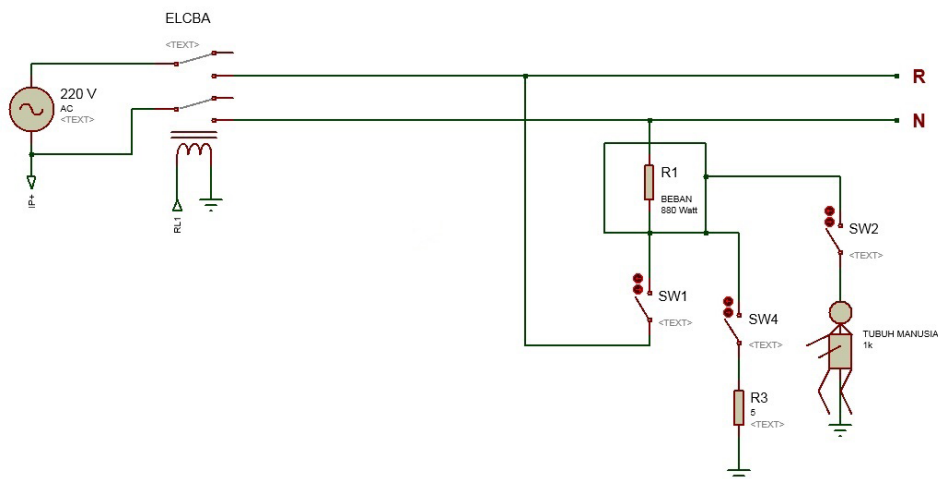 ELCBA
<TEXT>
220 V
AC
<TEXT>
R
N
IP+
RL1
R1
BEBAN
880 Watt
SW2
<TEXT>
SW1
<TEXT>
SW4
<TEXT>
TUBUH MANUSIA
1k
R3
5
<TEXT>